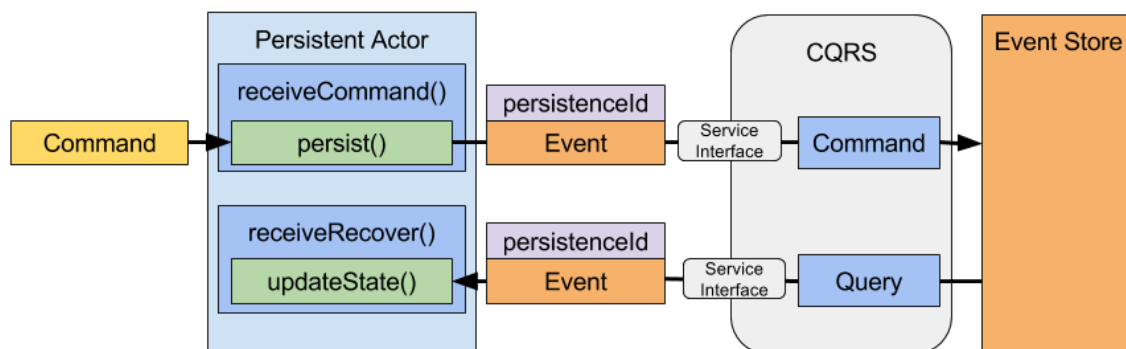 Persistent Actor
CQRS
Event Store
receiveCommand()
persistenceId
Command
persist()
Event
Service
Interface
Command
receiveRecover()
persistenceId
updateState()
Event
Service
Interface
Query